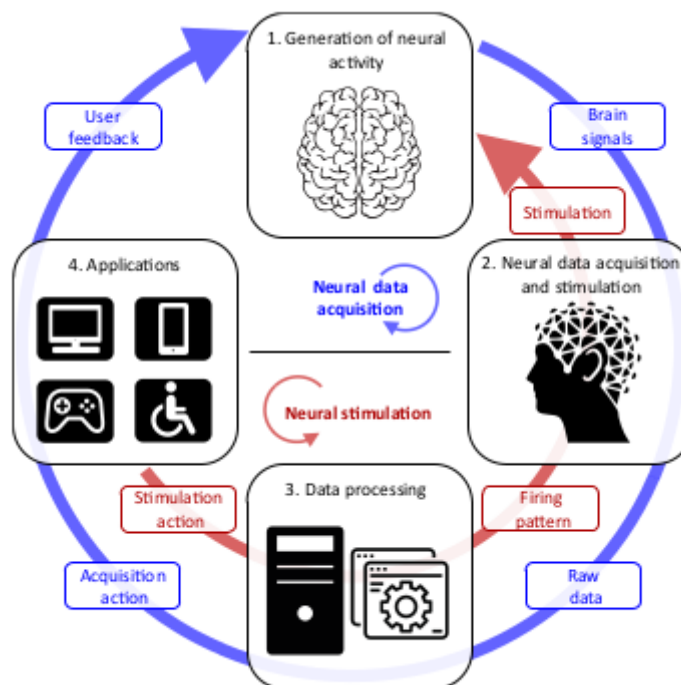 1. Generation of neural
activity
User
feedback
Brain
signals
Stimulation
4. Applications
2. Neural data acquisition
and stimulation
Neural data
acquisition
Neural stimulation
3. Data processing
Stimulation
action
Firing
pattern
Acquisition
action
Raw
data